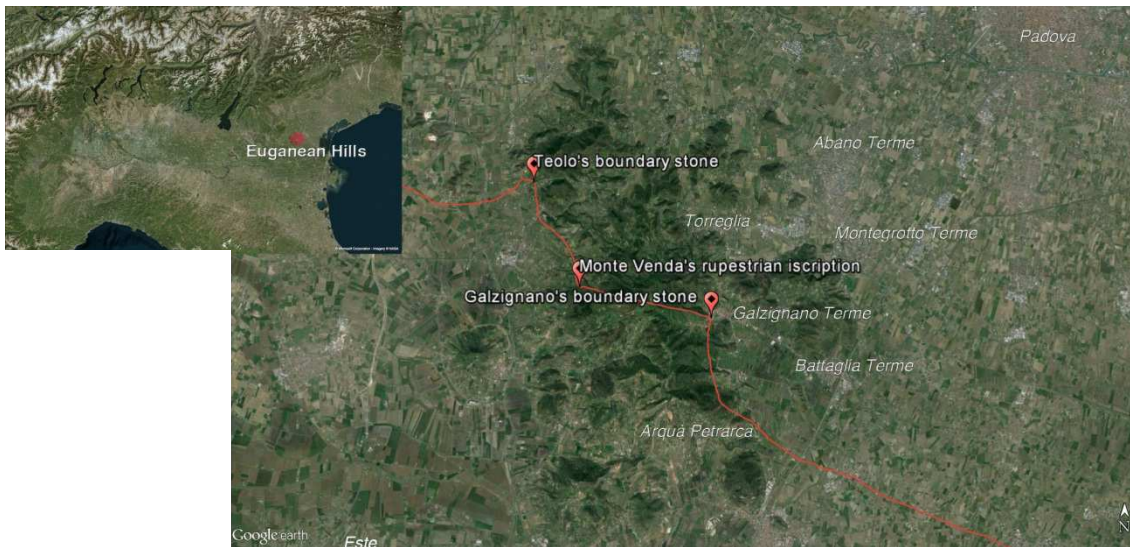 Padova
Euganean Hills
Abano Terme
Teolo's boundary stone
Torreglia
Montegrotto Terme
Monte Venda's rupestrian iscription
Galzignano's boundary stone
Galzignano Terme
Battaglia Terme
Arquà Petrarca
Google earth
Este
N